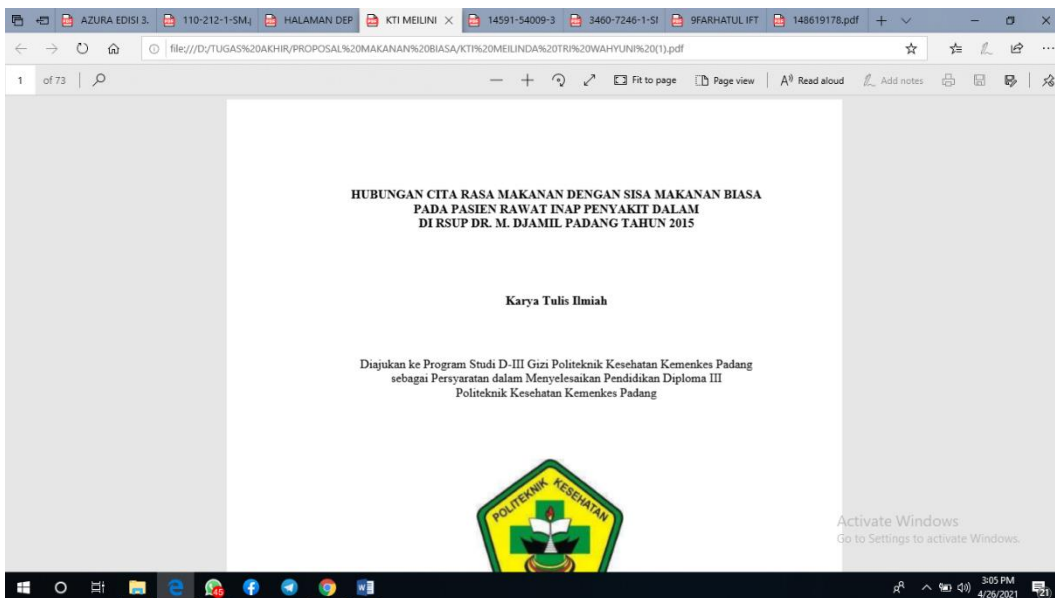 AZURA EDISI 3.
110-212-1-SM.
HALAMAN DEP
KTI MEILINI
14591-54009-3
3460-7246-1-SI
9FARHATUL IFT
148619178.pdf
file:///D:/TUGAS%20AKHIR/PROPOSAL%20MAKANAN%20BIASA/KTI%20MEILINDA%20TRI%20WAHYUNI%20(1).pdf
1 of 73
Fit to page
Page view
Read aloud
Add notes
HUBUNGAN CITA RASA MAKANAN DENGAN SISA MAKANAN BIASA
PADA PASIEN RAWAT INAP PENYAKIT DALAM
DI RSUP DR. M. DJAMIL PADANG TAHUN 2015
Karya Tulis Ilmiah
Diajukan ke Program Studi D-III Gizi Politeknik Kesehatan Kemenkes Padang
sebagai Persyaratan dalam Menyelesaikan Pendidikan Diploma III
Politeknik Kesehatan Kemenkes Padang
POLITEKNIK KESEHATAN
Activate Windows
Go to Settings to activate Windows.
3:05 PM
4/26/2021